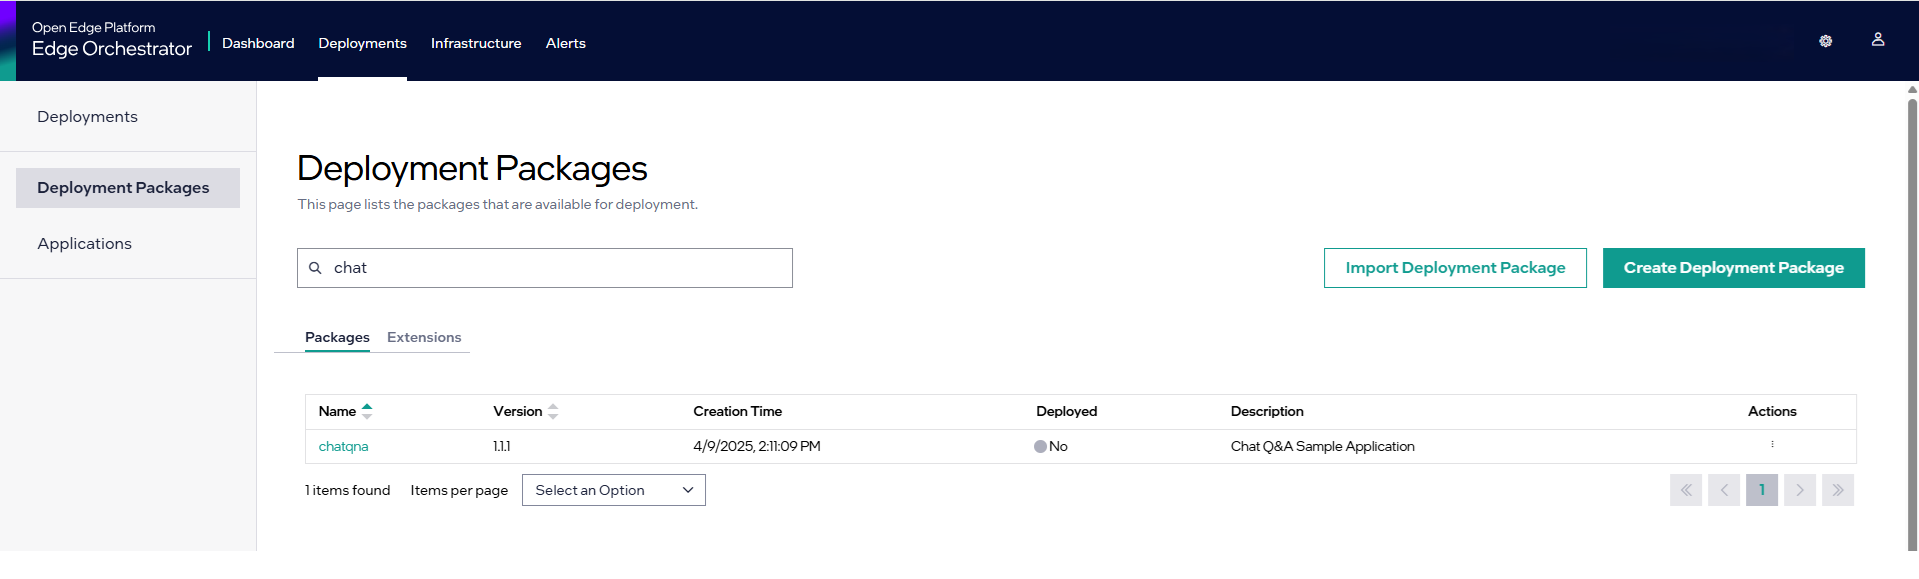 Open Edge Platform
Edge Orchestrator
Dashboard Deployments Infrastructure Alerts
Deployments
Deployment Packages
Applications
Deployment Packages
This page lists the packages that are available for deployment.
chat
Import Deployment Package
Create Deployment Package
Packages Extensions
Name Version Creation Time Deployed Description Actions
chatqna 1.1.1 4/9/2025, 2:11:09 PM No Chat Q&A Sample Application
1 items found Items per page Select an Option 1